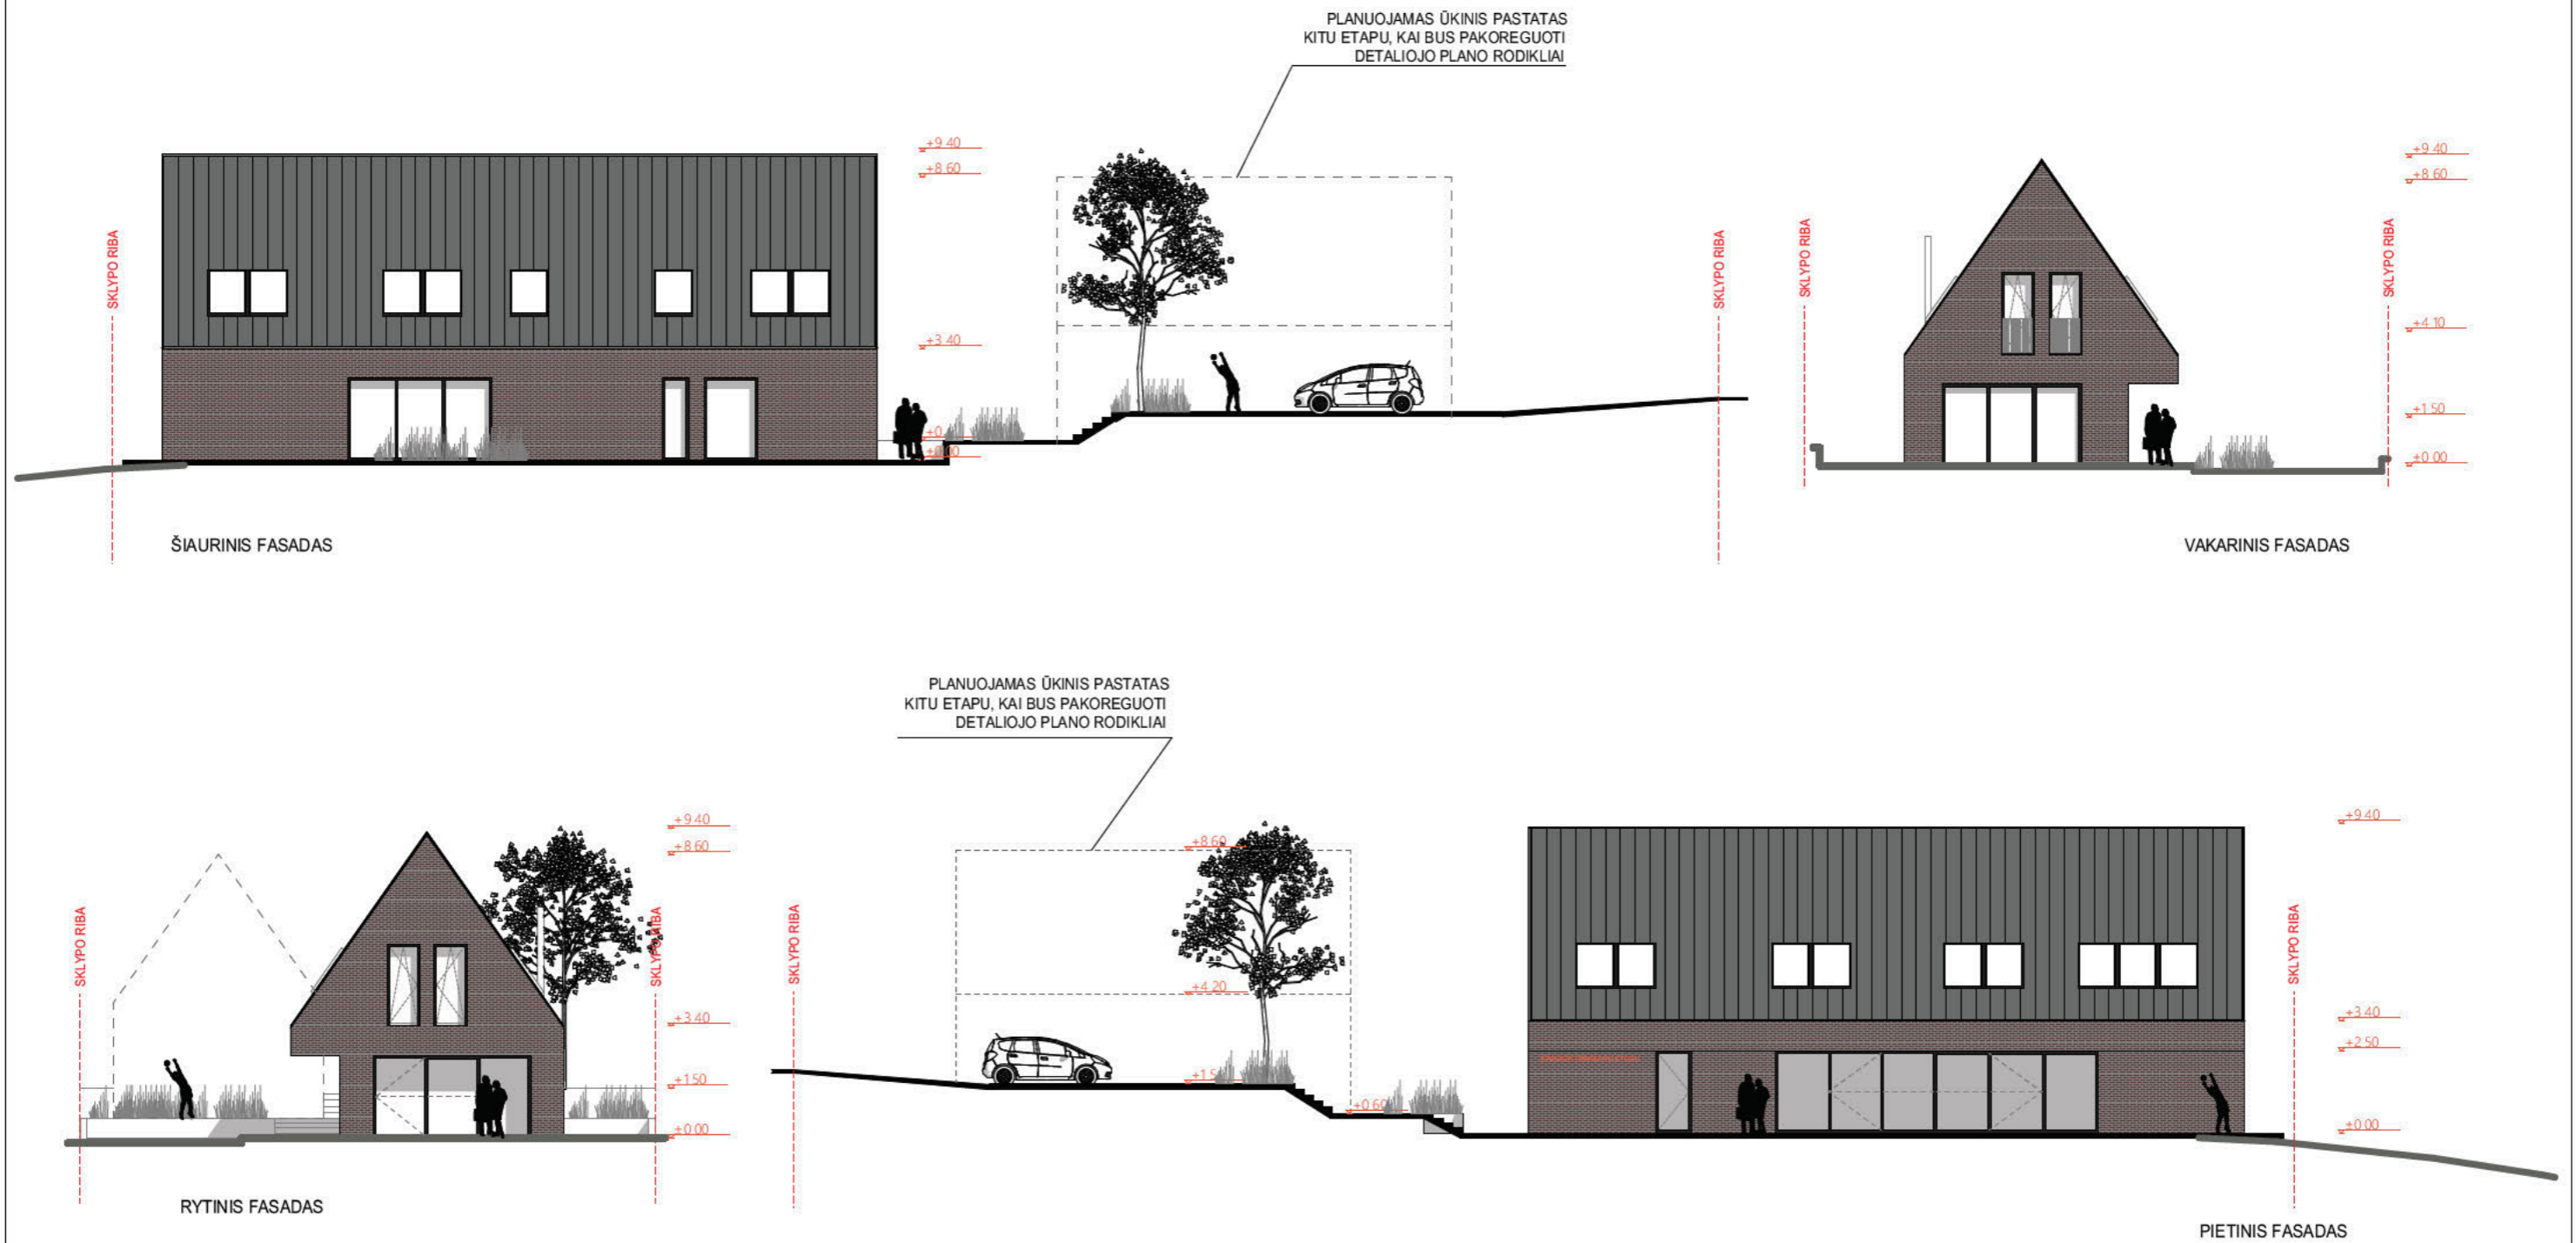 PLANUOJAMAS ŪKINIS PASTATAS
KITU ETAPU, KAI BUS PAKOREGUOTI
DETALIOJO PLANO RODIKLIAI
SKLYPO RIBA
+9.40
+8.60
+3.40
±0.00
SKLYPO RIBA
SKLYPO RIBA
SKLYPO RIBA
+9.40
+8.60
+4.10
+1.50
±0.00
ŠIAURINIS FASADAS
VAKARINIS FASADAS
PLANUOJAMAS ŪKINIS PASTATAS
KITU ETAPU, KAI BUS PAKOREGUOTI
DETALIOJO PLANO RODIKLIAI
SKLYPO RIBA
SKLYPO RIBA
+9.40
+8.60
+3.40
+1.50
±0.00
SKLYPO RIBA
+8.60
+4.20
+1.5
+0.60
SKLYPO RIBA
+9.40
+3.40
+2.50
±0.00
RYTINIS FASADAS
PIETINIS FASADAS